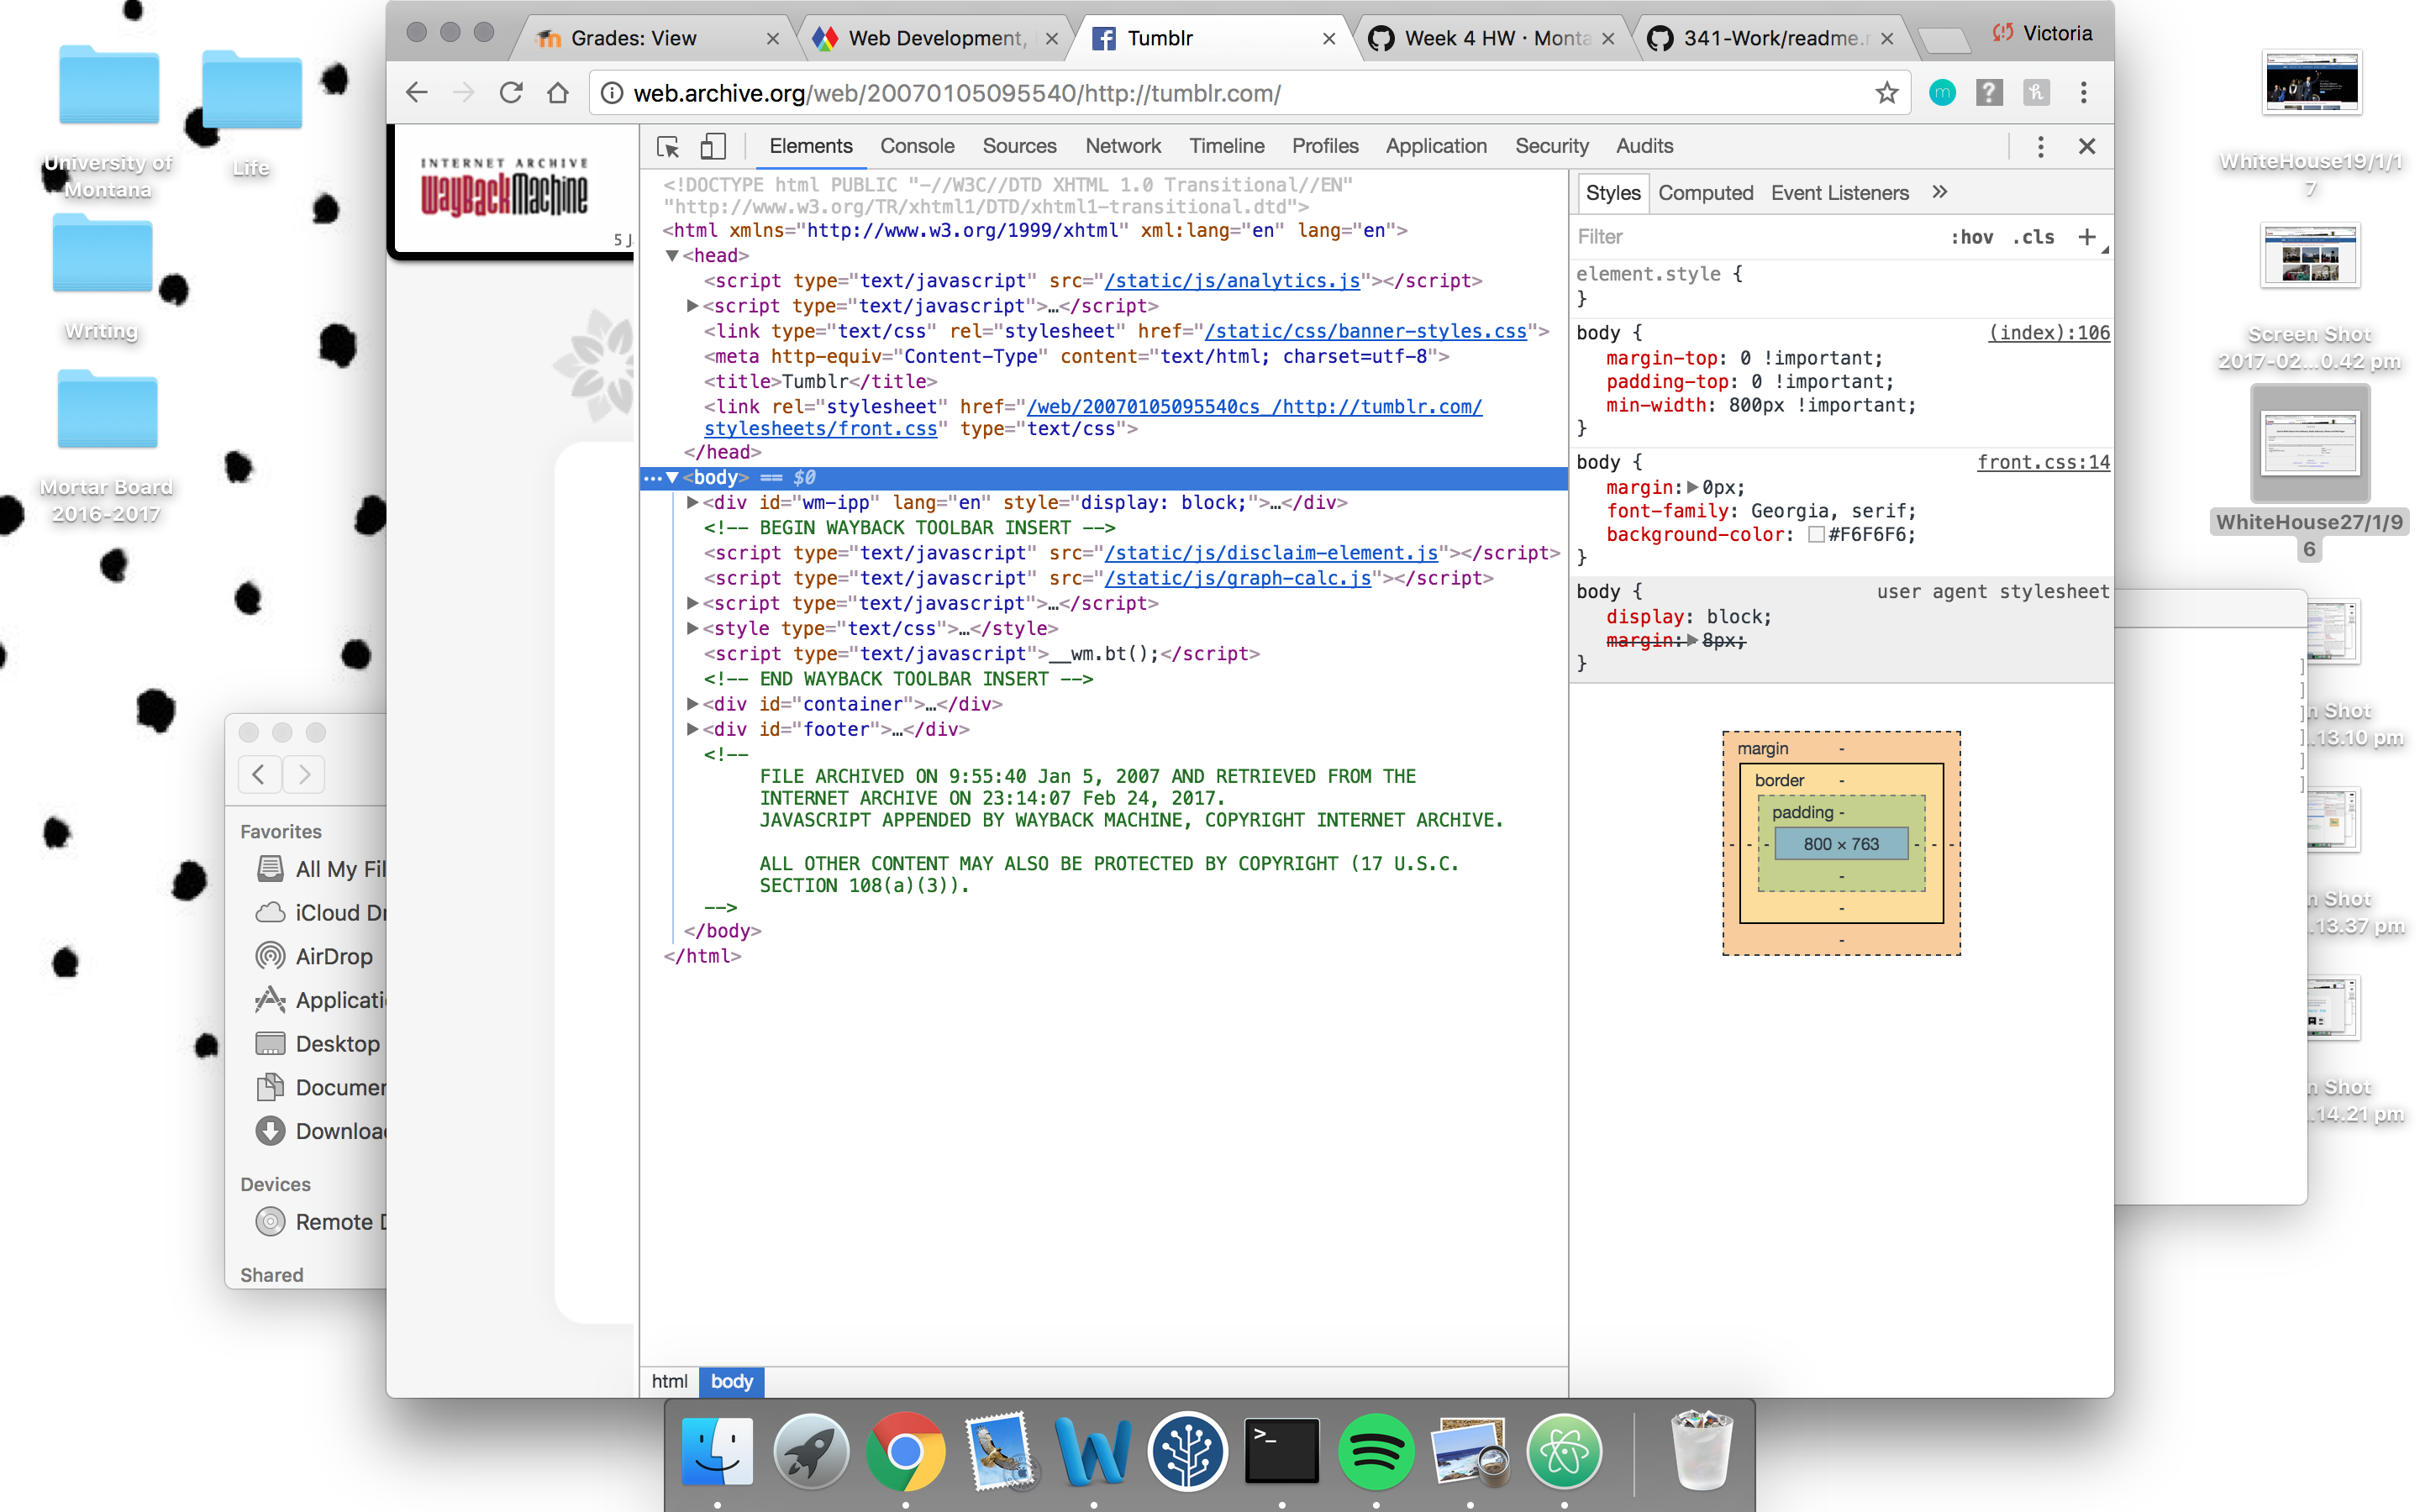 University of
Montana
Life
Writing
Mortar Board
2016-2017
Favorites
All My Fil
iCloud Dr
AirDrop
Applicati
Desktop
Documer
Downloa
Devices
Remote D
Shared
Grades: View
Web Development,
Tumblr
Week 4 HW · Monta
341-Work/readme.r
Victoria
web.archive.org/web/20070105095540/http://tumblr.com/
INTERNET ARCHIVE
WayBackMachine
5 J
Elements Console Sources Network Timeline Profiles Application Security Audits
<!DOCTYPE html PUBLIC "-//W3C//DTD XHTML 1.0 Transitional//EN"
"http://www.w3.org/TR/xhtml1/DTD/xhtml1-transitional.dtd">
<html xmlns="http://www.w3.org/1999/xhtml" xml:lang="en" lang="en">
▼<head>
<script type="text/javascript" src="/static/js/analytics.js"></script>
▶<script type="text/javascript">…</script>
<link type="text/css" rel="stylesheet" href="/static/css/banner-styles.css">
<meta http-equiv="Content-Type" content="text/html; charset=utf-8">
<title>Tumblr</title>
<link rel="stylesheet" href="/web/20070105095540cs_/http://tumblr.com/
stylesheets/front.css" type="text/css">
</head>
…▼<body> == $0
▶<div id="wm-ipp" lang="en" style="display: block;">…</div>
<!-- BEGIN WAYBACK TOOLBAR INSERT -->
<script type="text/javascript" src="/static/js/disclaim-element.js"></script>
<script type="text/javascript" src="/static/js/graph-calc.js"></script>
▶<script type="text/javascript">…</script>
▶<style type="text/css">…</style>
<script type="text/javascript">__wm.bt();</script>
<!-- END WAYBACK TOOLBAR INSERT -->
▶<div id="container">…</div>
▶<div id="footer">…</div>
<!--
FILE ARCHIVED ON 9:55:40 Jan 5, 2007 AND RETRIEVED FROM THE
INTERNET ARCHIVE ON 23:14:07 Feb 24, 2017.
JAVASCRIPT APPENDED BY WAYBACK MACHINE, COPYRIGHT INTERNET ARCHIVE.
ALL OTHER CONTENT MAY ALSO BE PROTECTED BY COPYRIGHT (17 U.S.C.
SECTION 108(a)(3)).
-->
</body>
</html>
html body
Styles Computed Event Listeners »
Filter :hov .cls +
element.style {
}
body { (index):106
margin-top: 0 !important;
padding-top: 0 !important;
min-width: 800px !important;
}
body { front.css:14
margin:▶0px;
font-family: Georgia, serif;
background-color: #F6F6F6;
}
body { user agent stylesheet
display: block;
margin:▶8px;
}
margin -
border -
padding -
- - - 800 × 763 - - -
-
-
-
WhiteHouse19/1/1
7
Screen Shot
2017-02...0.42 pm
WhiteHouse27/1/9
6
n Shot
...13.10 pm
n Shot
...13.37 pm
n Shot
...14.21 pm